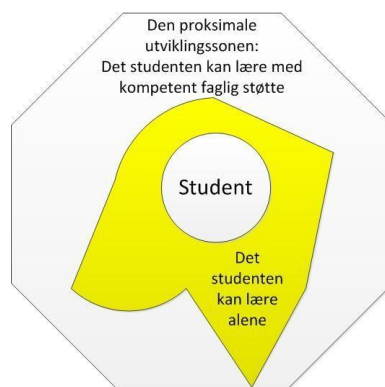 Den proksimale
utviklingssonen:
Det studenten kan lære med
kompetent faglig støtte
Student
Det
studenten
kan lære
alene